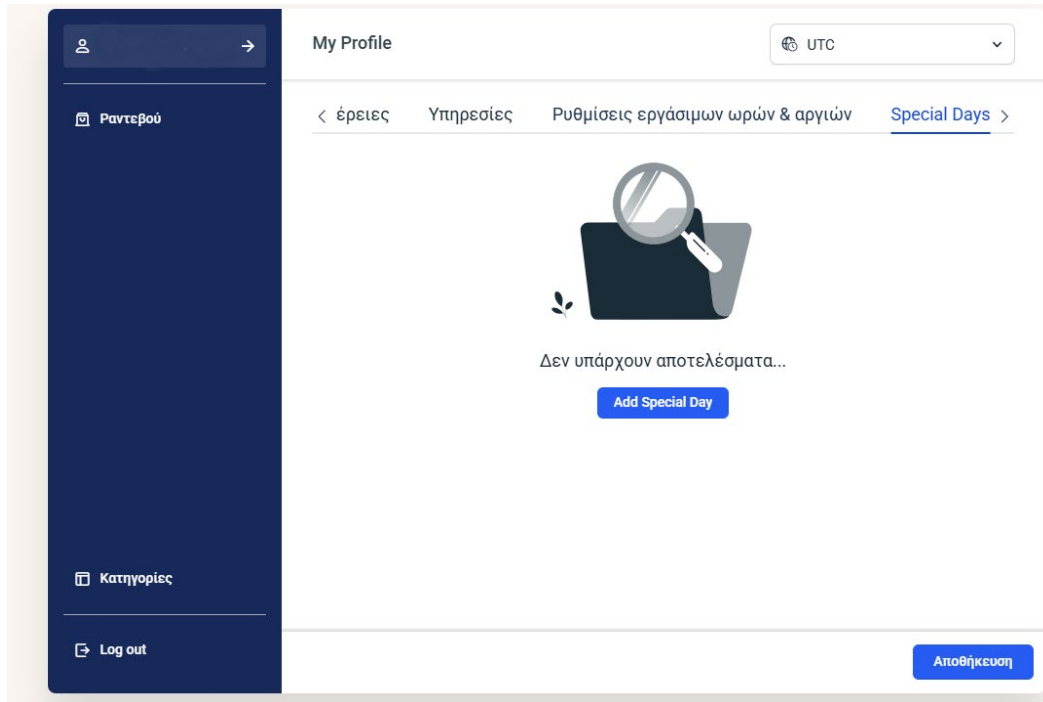 My Profile
UTC
Ραντεβού
έρειες Υπηρεσίες Ρυθμίσεις εργάσιμων ωρών & αργιών Special Days
Δεν υπάρχουν αποτελέσματα...
Add Special Day
Κατηγορίες
Log out
Αποθήκευση